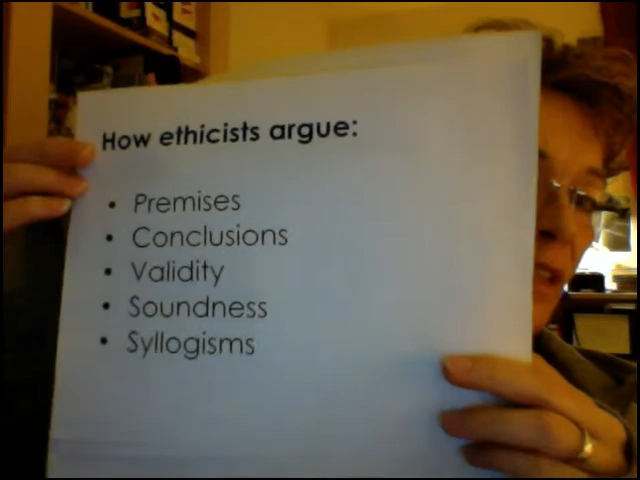 How ethicists argue:
• Premises
• Conclusions
• Validity
• Soundness
• Syllogisms